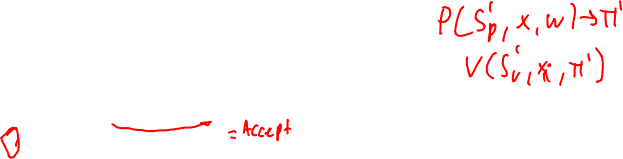 P(S'p, x, w) → π'
V(S'v, x, π')
= Accept